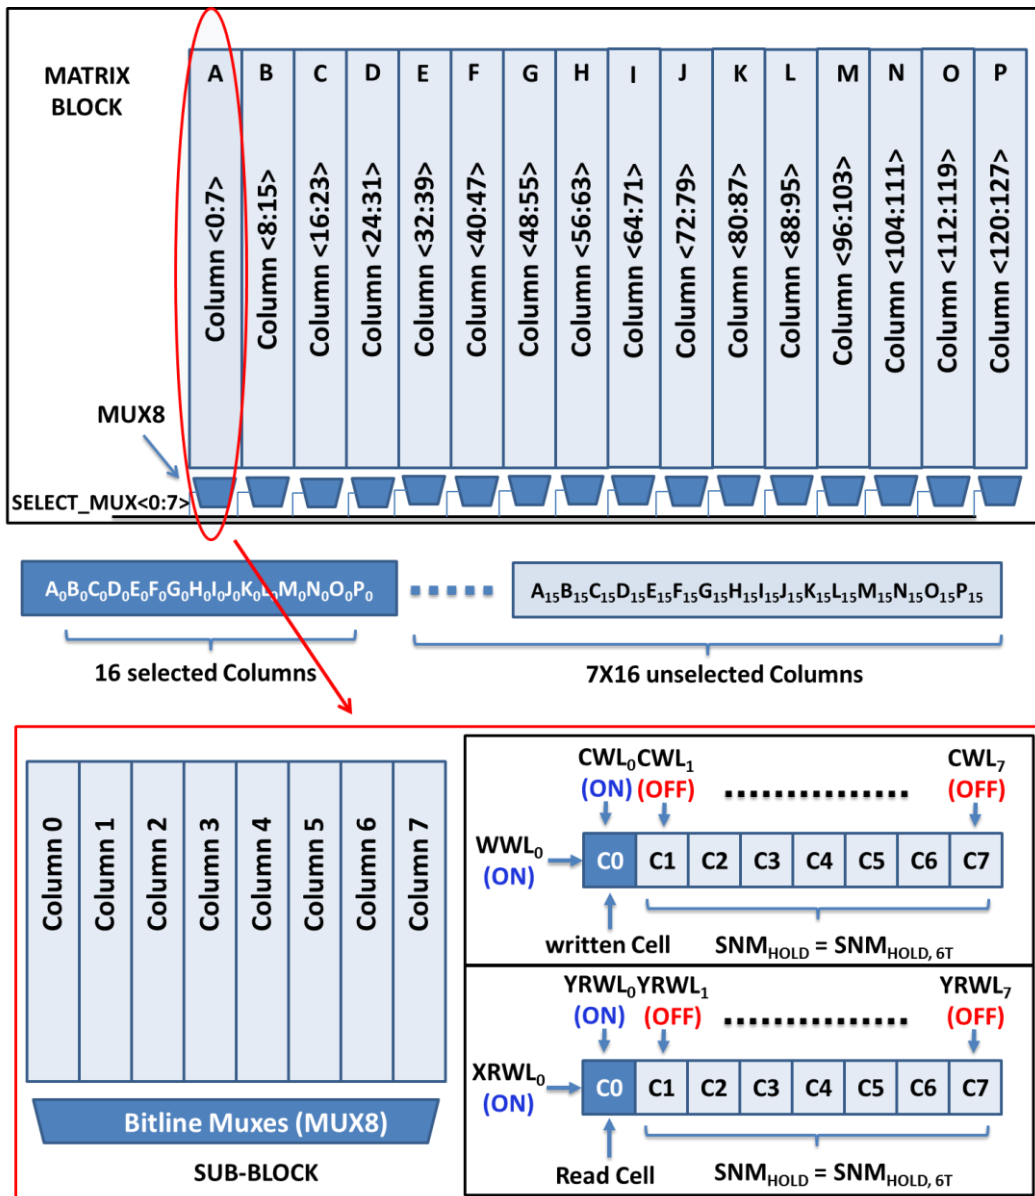 MATRIX
BLOCK
A B C D E F G H I J K L M N O P
Column <0:7>
Column <8:15>
Column <16:23>
Column <24:31>
Column <32:39>
Column <40:47>
Column <48:55>
Column <56:63>
Column <64:71>
Column <72:79>
Column <80:87>
Column <88:95>
Column <96:103>
Column <104:111>
Column <112:119>
Column <120:127>
MUX8
SELECT_MUX<0:7>
A₀B₀C₀D₀E₀F₀G₀H₀I₀J₀K₀L₀M₀N₀O₀P₀
A₁₅B₁₅C₁₅D₁₅E₁₅F₁₅G₁₅H₁₅I₁₅J₁₅K₁₅L₁₅M₁₅N₁₅O₁₅P₁₅
16 selected Columns
7X16 unselected Columns
Column 0
Column 1
Column 2
Column 3
Column 4
Column 5
Column 6
Column 7
Bitline Muxes (MUX8)
SUB-BLOCK
CWL₀ CWL₁ CWL₇
(ON) (OFF) (OFF)
WWL₀
(ON)
C0 C1 C2 C3 C4 C5 C6 C7
written Cell
SNM_HOLD = SNM_HOLD, 6T
YRWL₀ YRWL₁ YRWL₇
(ON) (OFF) (OFF)
XRWL₀
(ON)
C0 C1 C2 C3 C4 C5 C6 C7
Read Cell
SNM_HOLD = SNM_HOLD, 6T